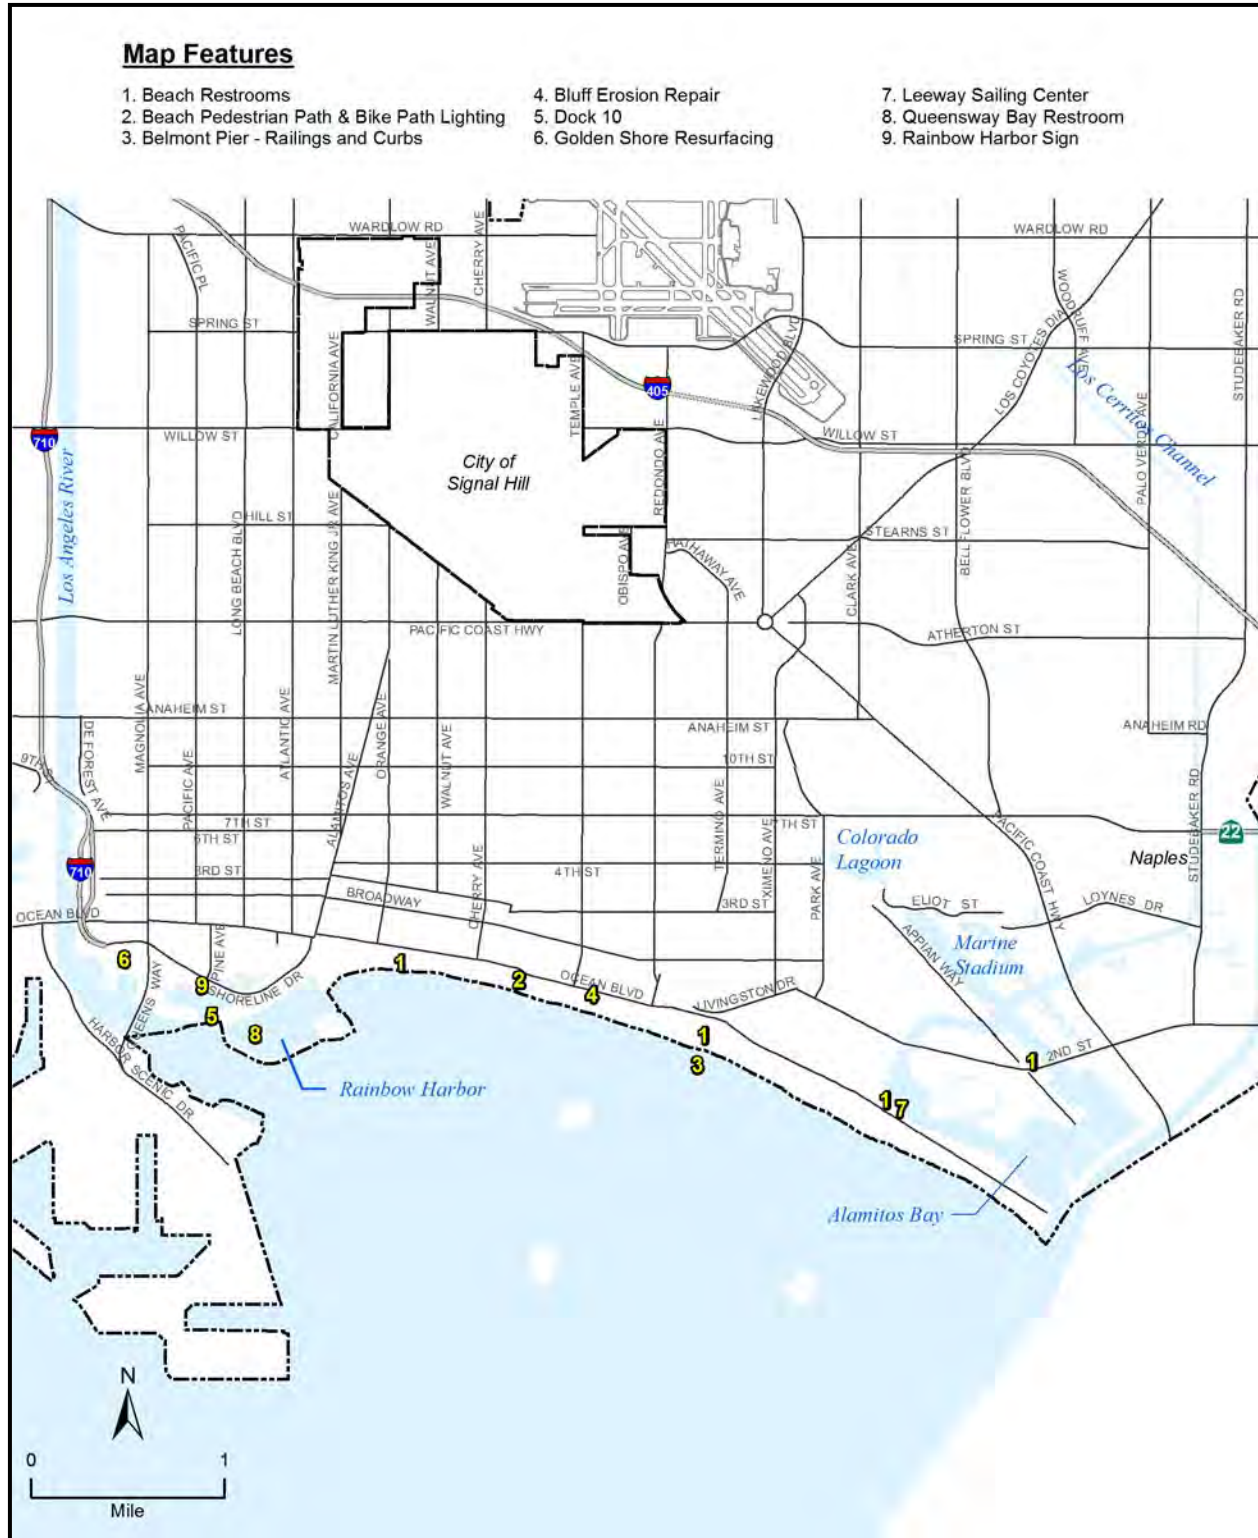 Map Features
1. Beach Restrooms
2. Beach Pedestrian Path & Bike Path Lighting
3. Belmont Pier - Railings and Curbs
4. Bluff Erosion Repair
5. Dock 10
6. Golden Shore Resurfacing
7. Leeway Sailing Center
8. Queensway Bay Restroom
9. Rainbow Harbor Sign
WARDLOW RD
WARDLOW RD
PACIFIC PL
WALNUT AVE
CHERRY AVE
SPRING ST
SPRING ST
CALIFORNIA AVE
TEMPLE AVE
LAKEWOOD BLVD
LOS COYOTES DIA
WOODRUFF AVE
STUDEBAKER RD
Los Cerritos Channel
405
710
WILLOW ST
WILLOW ST
City of
Signal Hill
REDONDO AVE
PALO VERDE AVE
Los Angeles River
HILL ST
LONG BEACH BLVD
MARTIN LUTHER KING JR AVE
OBISPO AVE
HATHAWAY AVE
STEARNS ST
CLARK AVE
BELLFLOWER BLVD
PACIFIC COAST HWY
ATHERTON ST
MAGNOLIA AVE
ANAHEIM ST
ANAHEIM ST
ANAHEIM RD
DE FOREST AVE
9TH ST
PACIFIC AVE
ATLANTIC AVE
ALAMITOS AVE
ORANGE AVE
WALNUT AVE
10TH ST
TERMINO AVE
XIMENO AVE
7TH ST
7TH ST
6TH ST
PACIFIC COAST HWY
STUDEBAKER RD
22
Colorado
Lagoon
Naples
710
3RD ST
4TH ST
BROADWAY
CHERRY AVE
3RD ST
PARK AVE
ELIOT ST
LOYNES DR
OCEAN BLVD
APPIAN WAY
Marine
Stadium
6
QUEENS WAY
PINE AVE
9
SHORELINE DR
1
2
OCEAN BLVD
4
LIVINGSTON DR
5
8
HARBOR SCENIC DR
Rainbow Harbor
1
3
1
2ND ST
1
7
Alamitos Bay
N
0
1
Mile